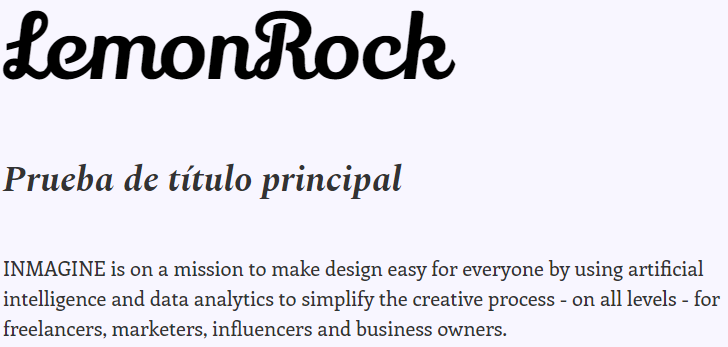 LemonRock
Prueba de título principal
INMAGINE is on a mission to make design easy for everyone by using artificial
intelligence and data analytics to simplify the creative process - on all levels - for
freelancers, marketers, influencers and business owners.